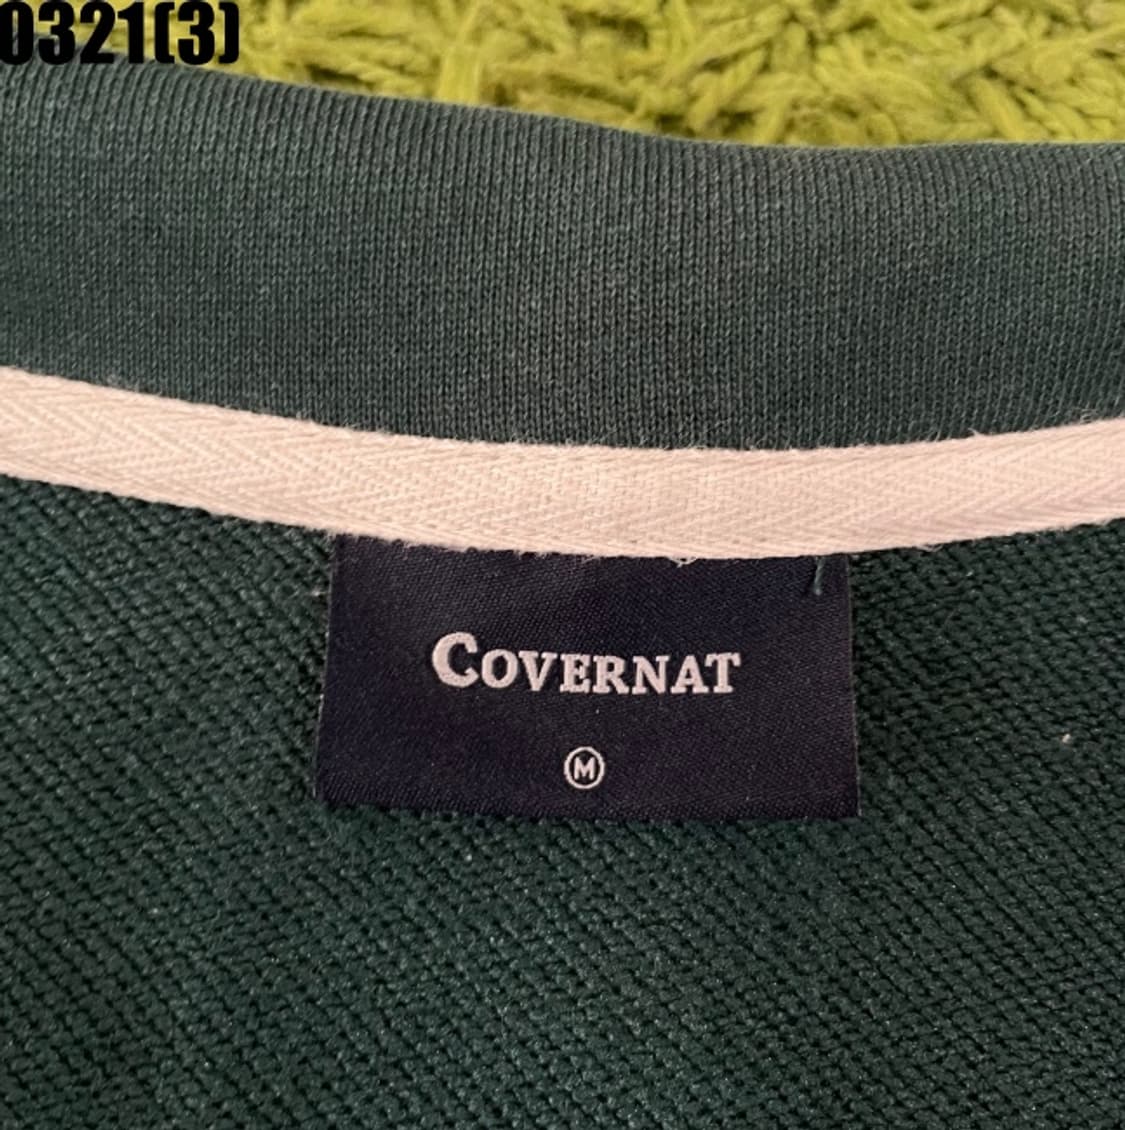 0321(3)
COVERNAT
M